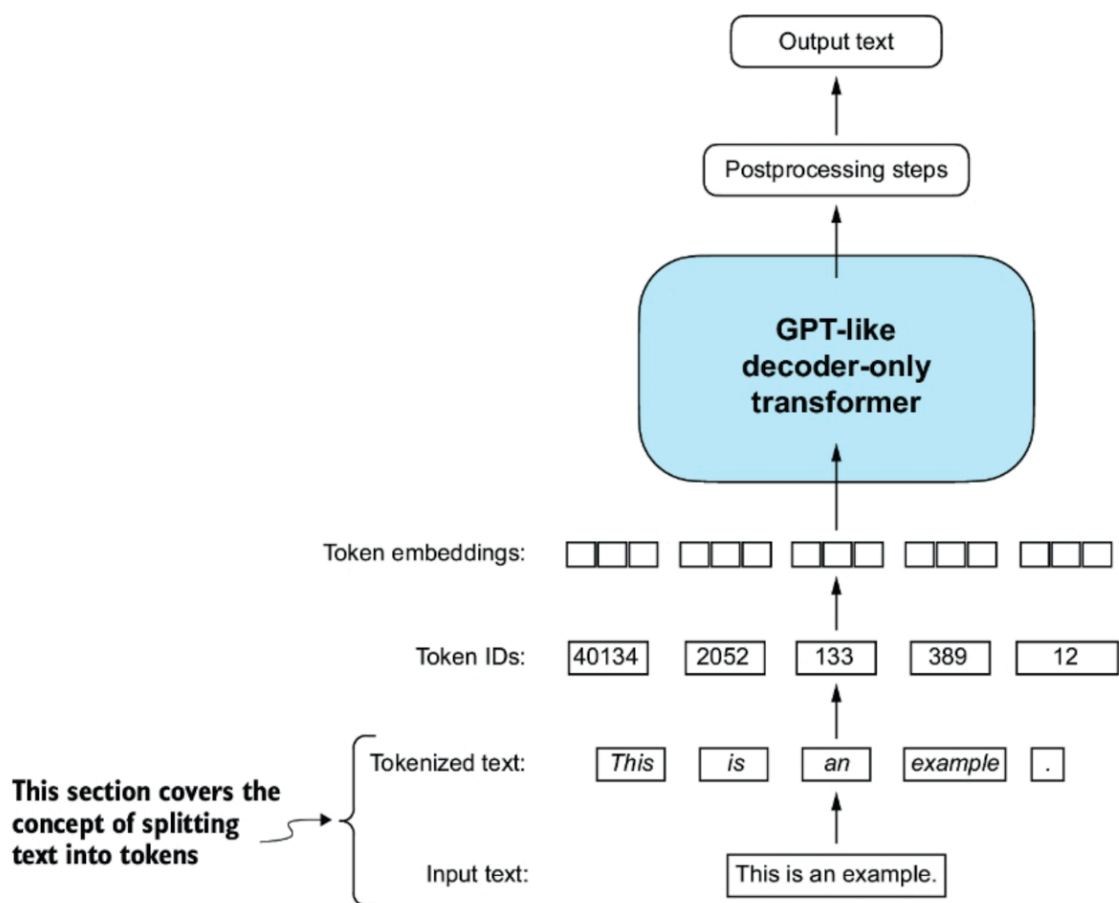 Output text
Postprocessing steps
GPT-like
decoder-only
transformer
Token embeddings:
Token IDs: 40134 2052 133 389 12
Tokenized text: This is an example .
This section covers the
concept of splitting
text into tokens
Input text: This is an example.